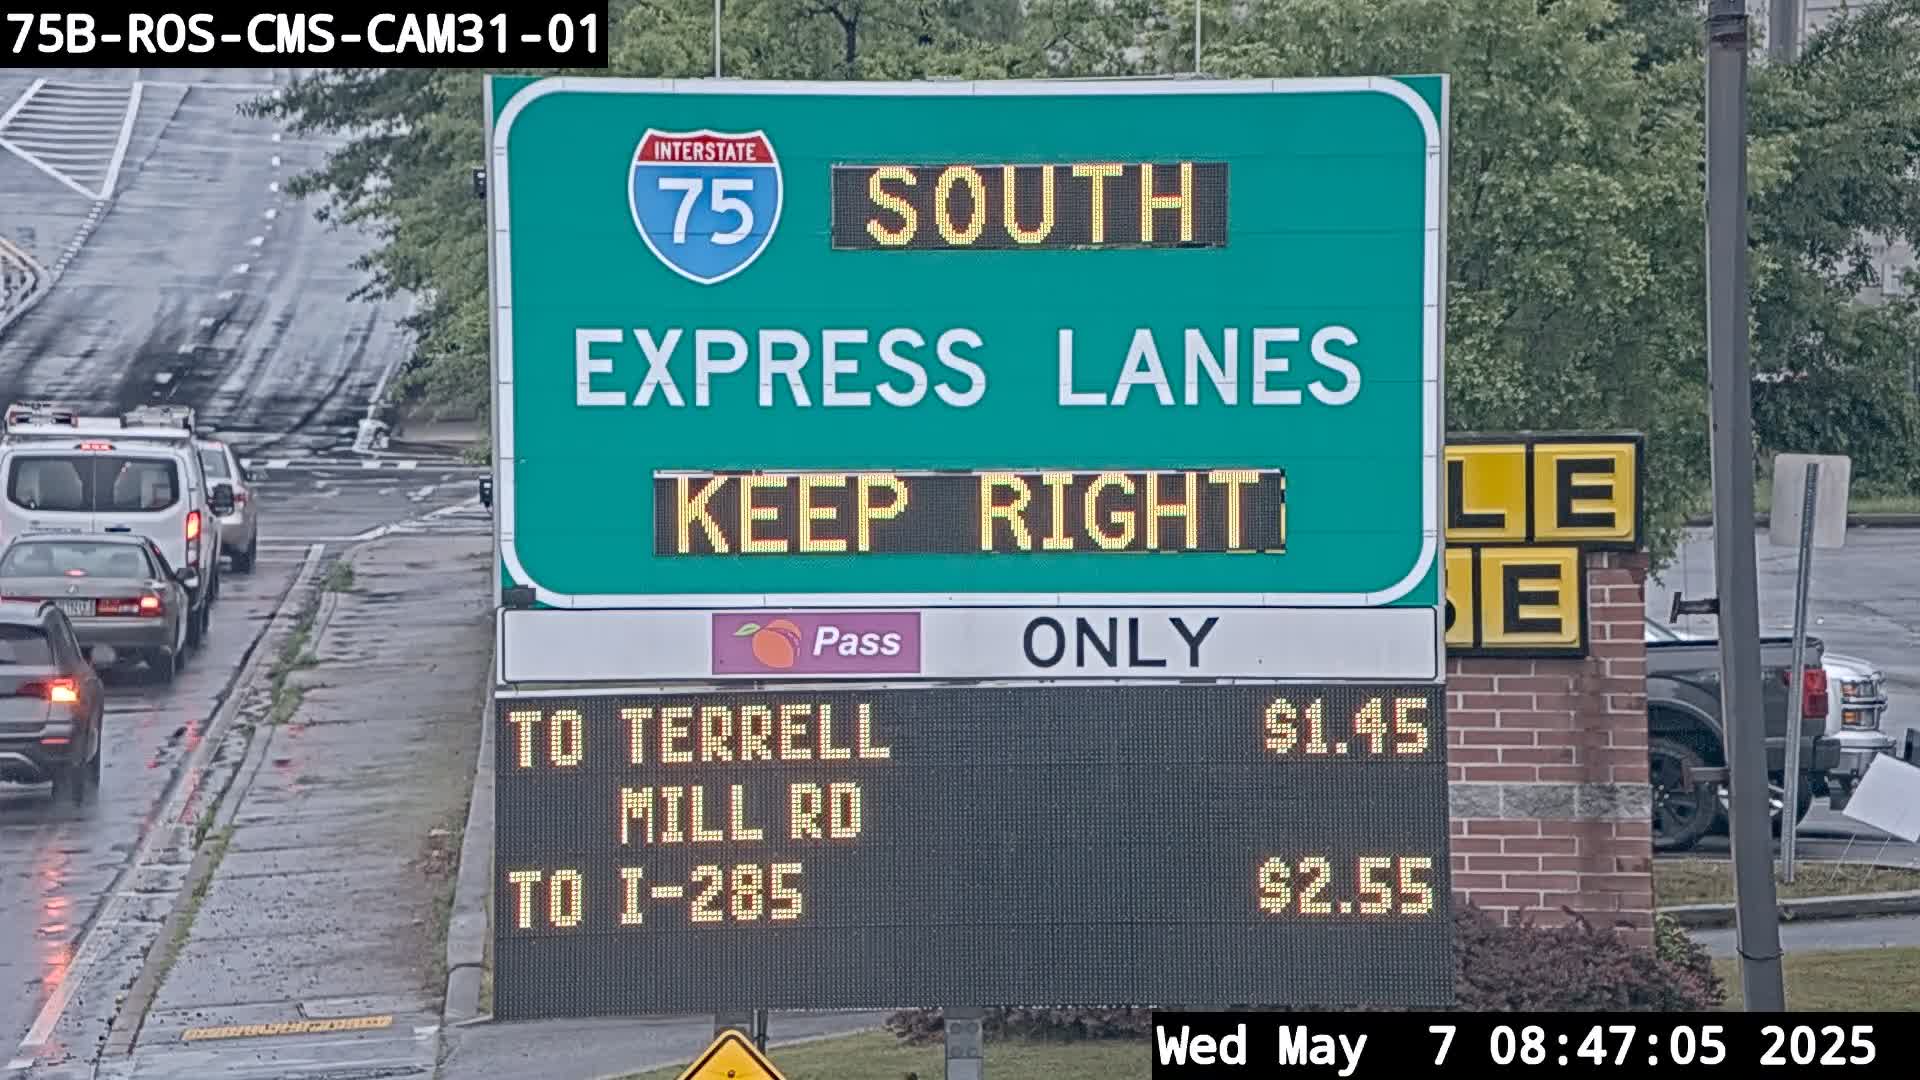 75B-ROS-CMS-CAM31-01
INTERSTATE
75
SOUTH
EXPRESS LANES
KEEP RIGHT
Pass ONLY
TO TERRELL $1.45
MILL RD
TO I-285 $2.55
LE
E
Wed May 7 08:47:05 2025